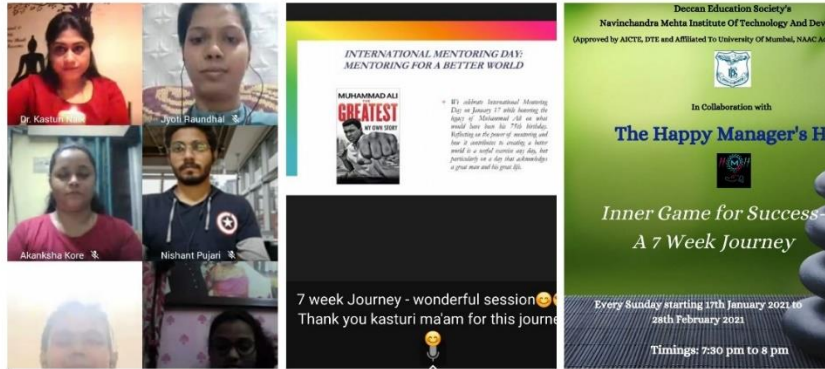 Dr. Kasturi
Jyoti Raundhal
Akanksha Kore
Nishant Pujari
INTERNATIONAL MENTORING DAY:
MENTORING FOR A BETTER WORLD
MUHAMMAD ALI
THE
GREATEST
MY OWN STORY
We celebrate International Mentoring
Day on January 17 while honoring the
legacy of Muhammad Ali on what
would have been his 79th birthday.
Reflecting on the power of mentoring and
how it contributes to creating a better
world is a useful exercise any day, but
particularly on a day that acknowledges
a great man and his great life.
7 week Journey - wonderful session😊
Thank you kasturi ma'am for this journe
😊
Deccan Education Society's
Navinchandra Mehta Institute Of Technology And Dev
(Approved by AICTE, DTE and Affiliated To University Of Mumbai, NAAC Ac
In Collaboration with
The Happy Manager's H
Inner Game for Success-
A 7 Week Journey
Every Sunday starting 17th January 2021 to
28th February 2021
Timings: 7:30 pm to 8 pm